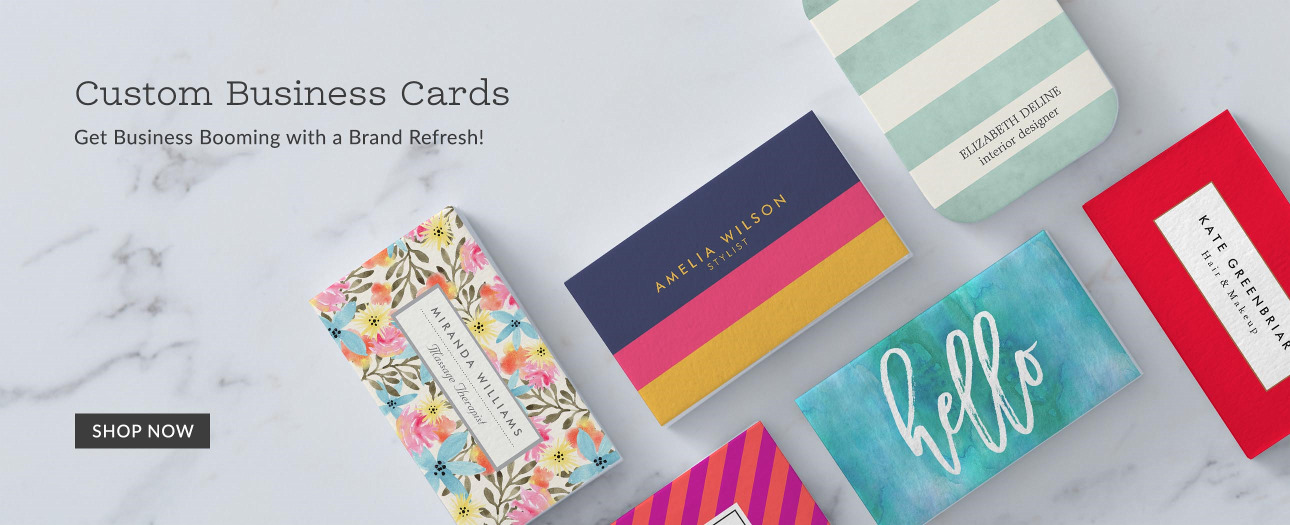 Custom Business Cards
Get Business Booming with a Brand Refresh!
SHOP NOW
MIRANDA WILLIAMS
Massage Therapist
AMELIA WILSON
STYLIST
ELIZABETH DELINE
interior designer
hello
KATE GREENBRIAR
Hair & Makeup